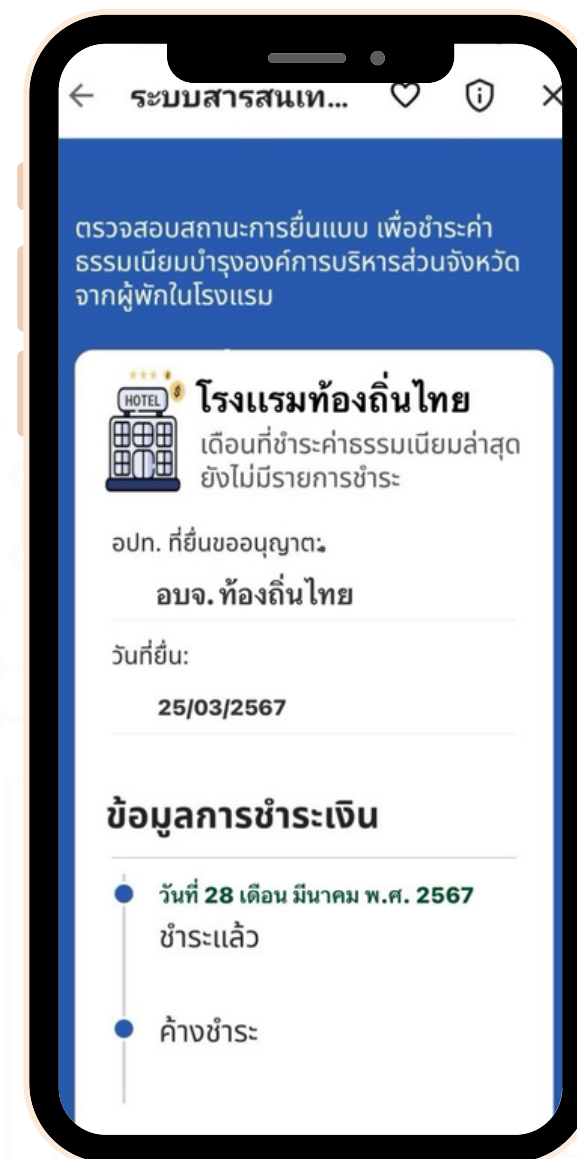 ระบบสารสนเท...
ตรวจสอบสถานะการยื่นแบบ เพื่อชำระค่า
ธรรมเนียมบำรุงองค์การบริหารส่วนจังหวัด
จากผู้พักในโรงแรม
HOTEL
โรงแรมท้องถิ่นไทย
เดือนที่ชำระค่าธรรมเนียมล่าสุด
ยังไม่มีรายการชำระ
อปท. ที่ยื่นขออนุญาต:
อบจ. ท้องถิ่นไทย
วันที่ยื่น:
25/03/2567
ข้อมูลการชำระเงิน
วันที่ 28 เดือน มีนาคม พ.ศ. 2567
ชำระแล้ว
ค้างชำระ